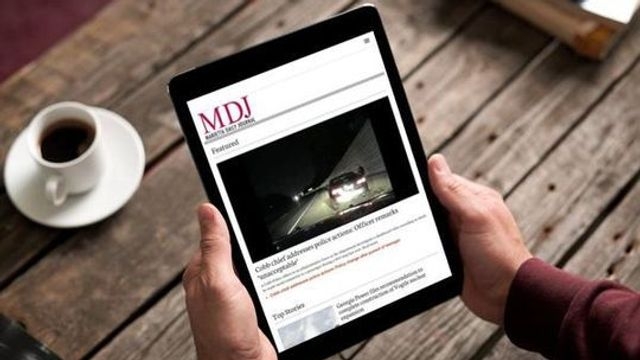 MDJ
MARIETTA DAILY JOURNAL
Featured
Cobb chief addresses police actions: Officer remarks
'unacceptable'
Top Stories
Georgia Power files recommendation to
complete construction of Vogtle nuclear
expansion